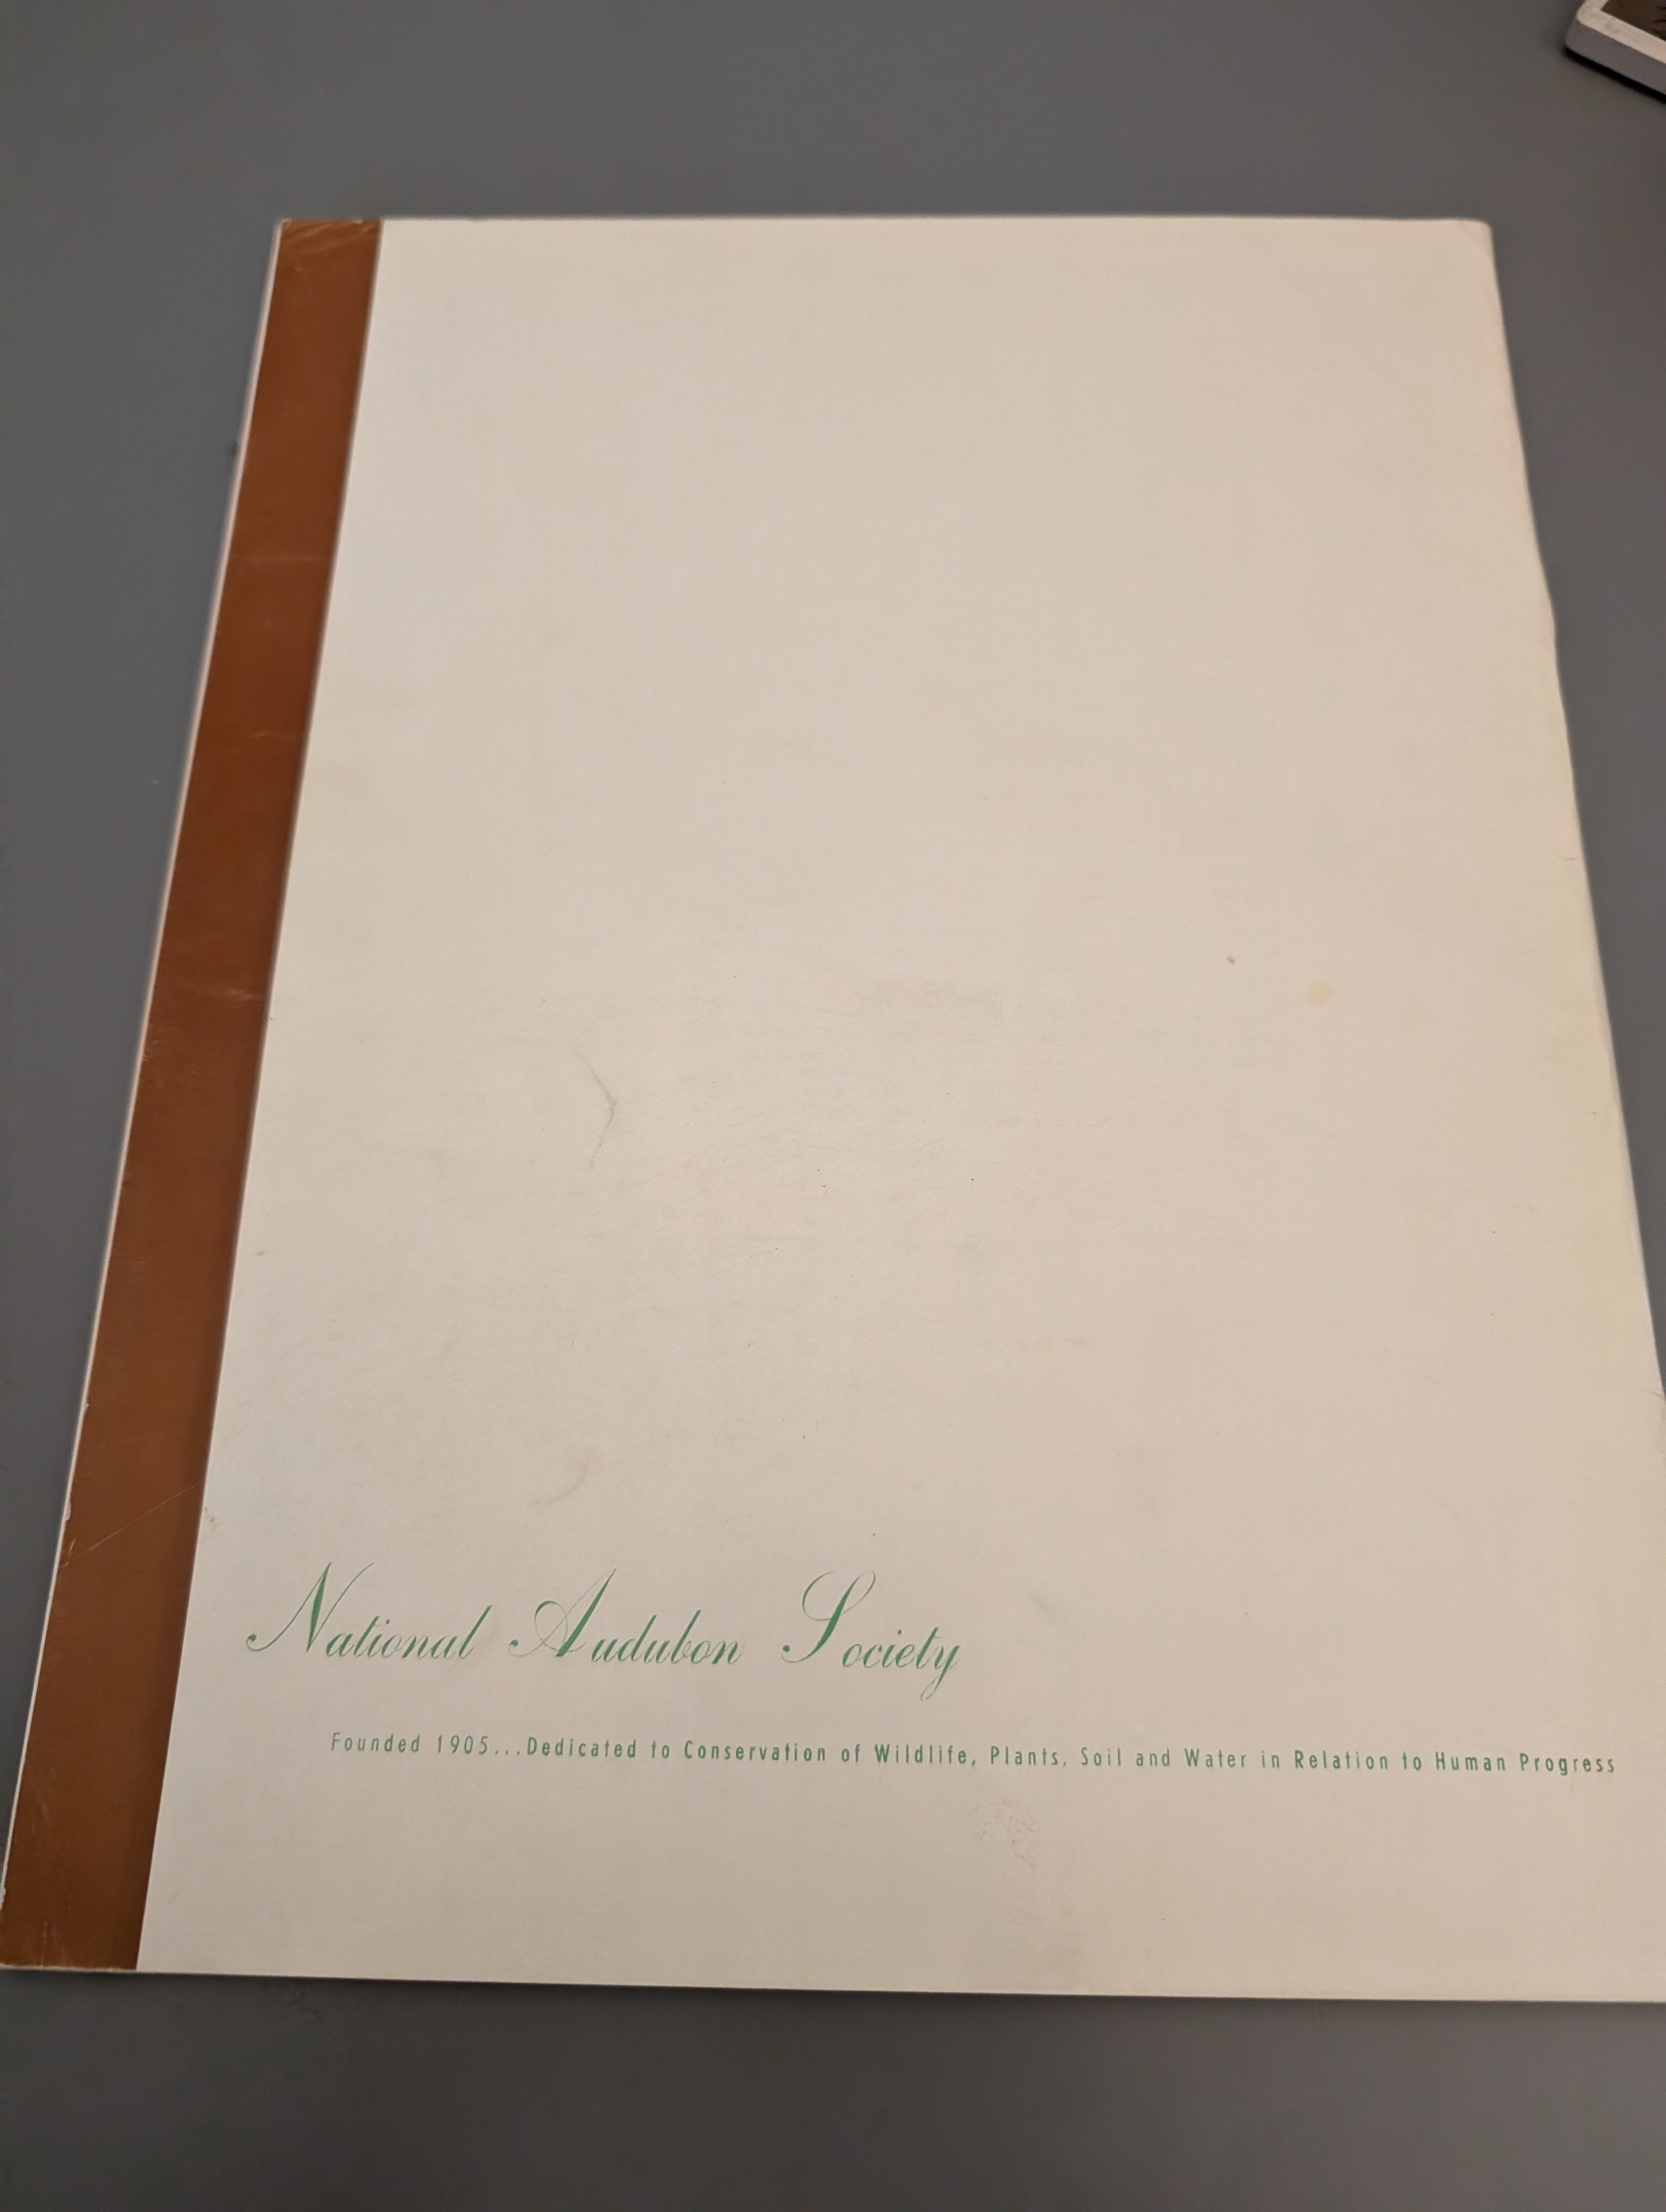 National Audubon Society
Founded 1905...Dedicated to Conservation of Wildlife, Plants, Soil and Water in Relation to Human Progress